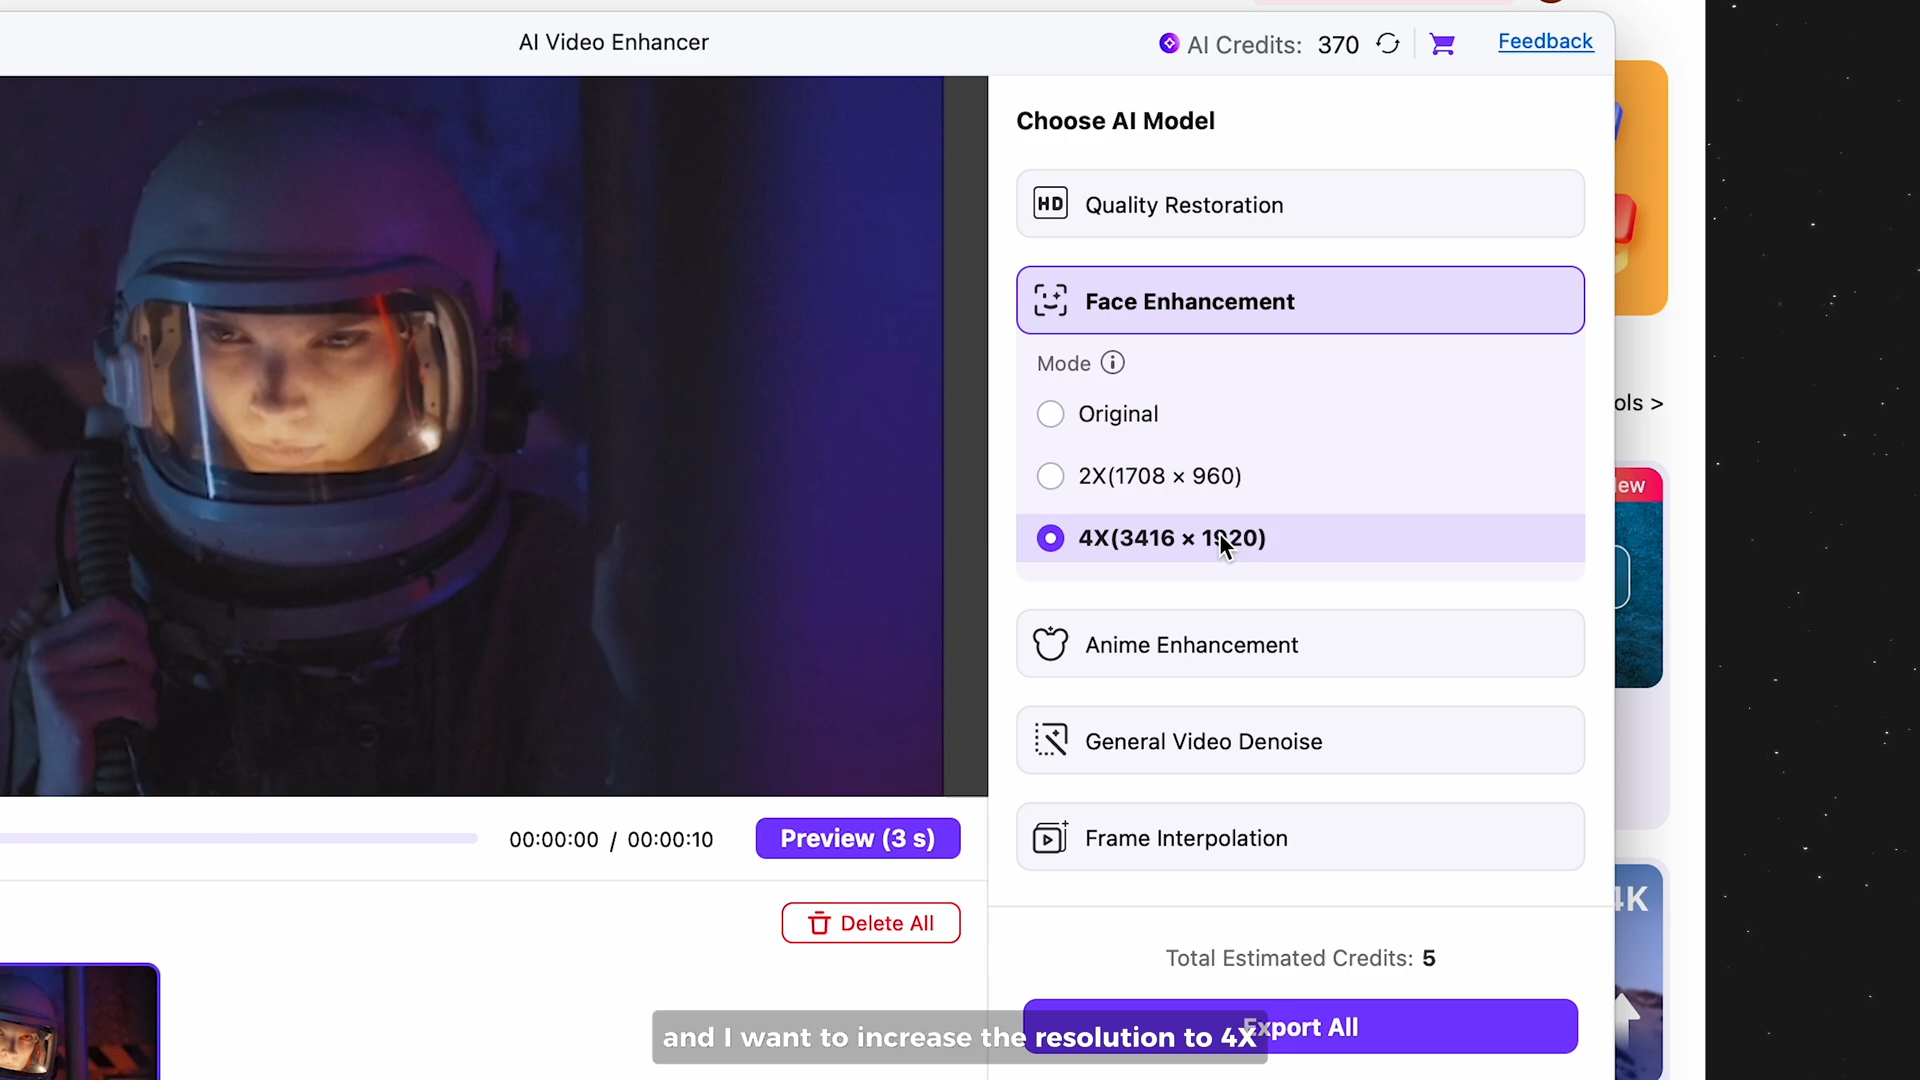 AI Video Enhancer
AI Credits: 370
Feedback
Choose AI Model
HD Quality Restoration
Face Enhancement
Mode
Original
2X(1708 × 960)
4X(3416 × 1920)
Anime Enhancement
General Video Denoise
Frame Interpolation
ols >
ew
4K
00:00:00 / 00:00:10
Preview (3 s)
Delete All
Total Estimated Credits: 5
Export All
and I want to increase the resolution to 4X